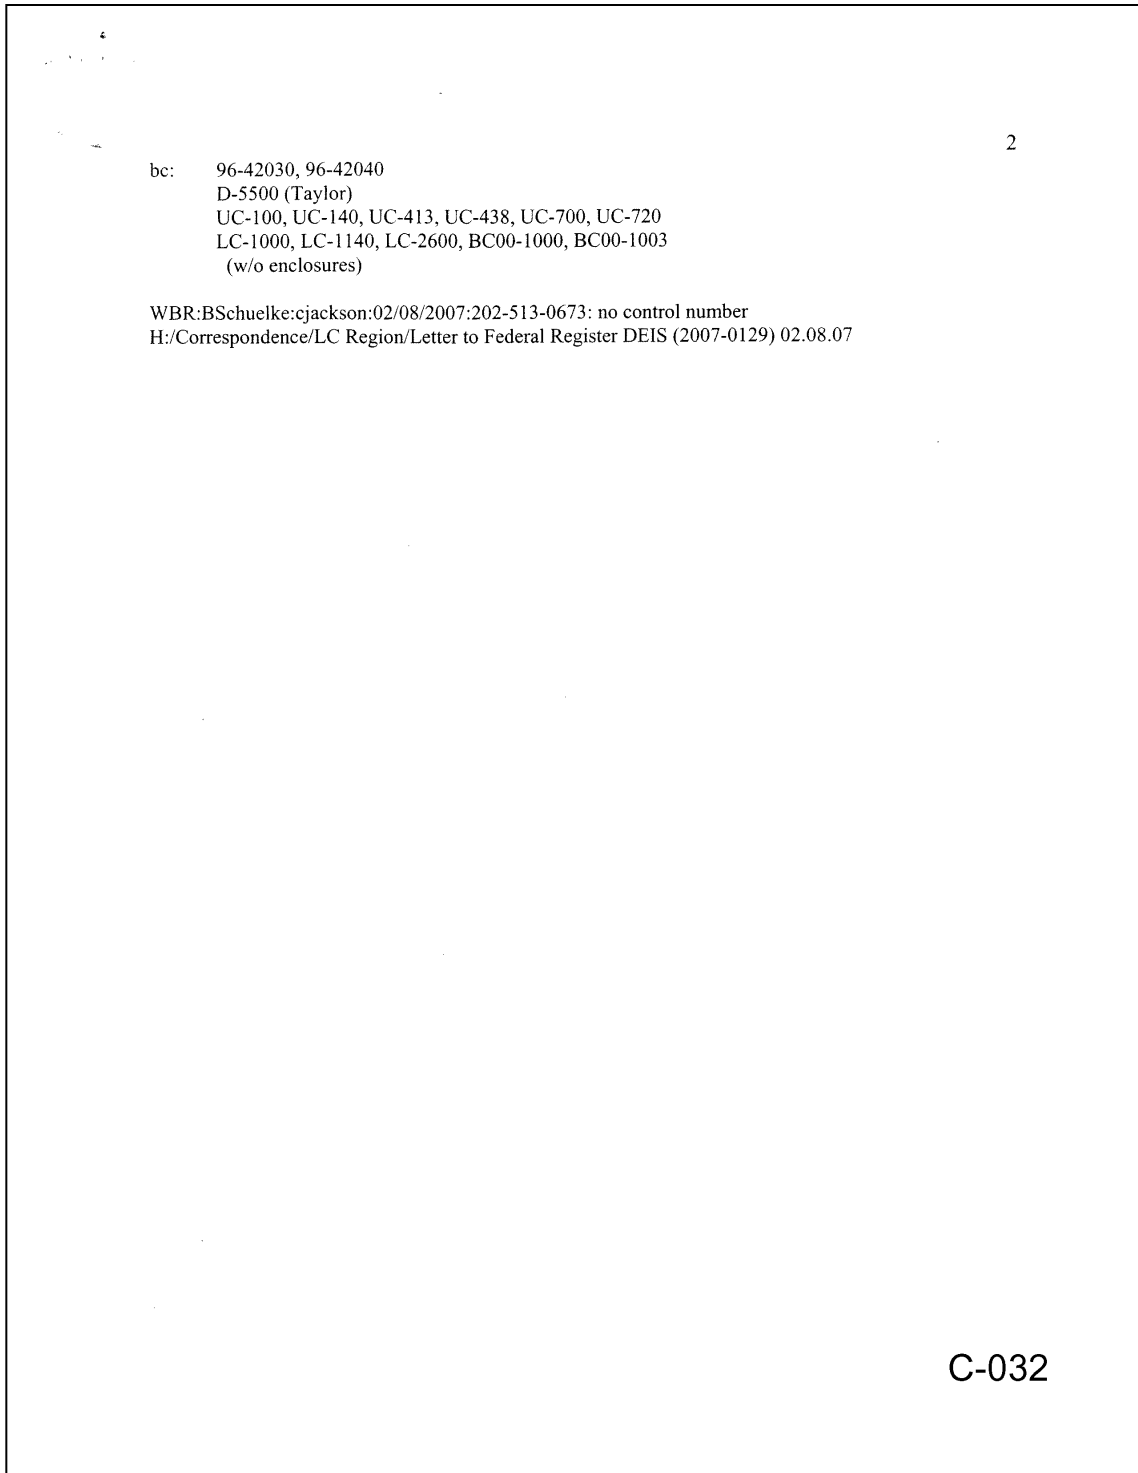 2
bc: 96-42030, 96-42040
D-5500 (Taylor)
UC-100, UC-140, UC-413, UC-438, UC-700, UC-720
LC-1000, LC-1140, LC-2600, BC00-1000, BC00-1003
(w/o enclosures)
WBR:BSchuelke:cjackson:02/08/2007:202-513-0673: no control number
H:/Correspondence/LC Region/Letter to Federal Register DEIS (2007-0129) 02.08.07
C-032